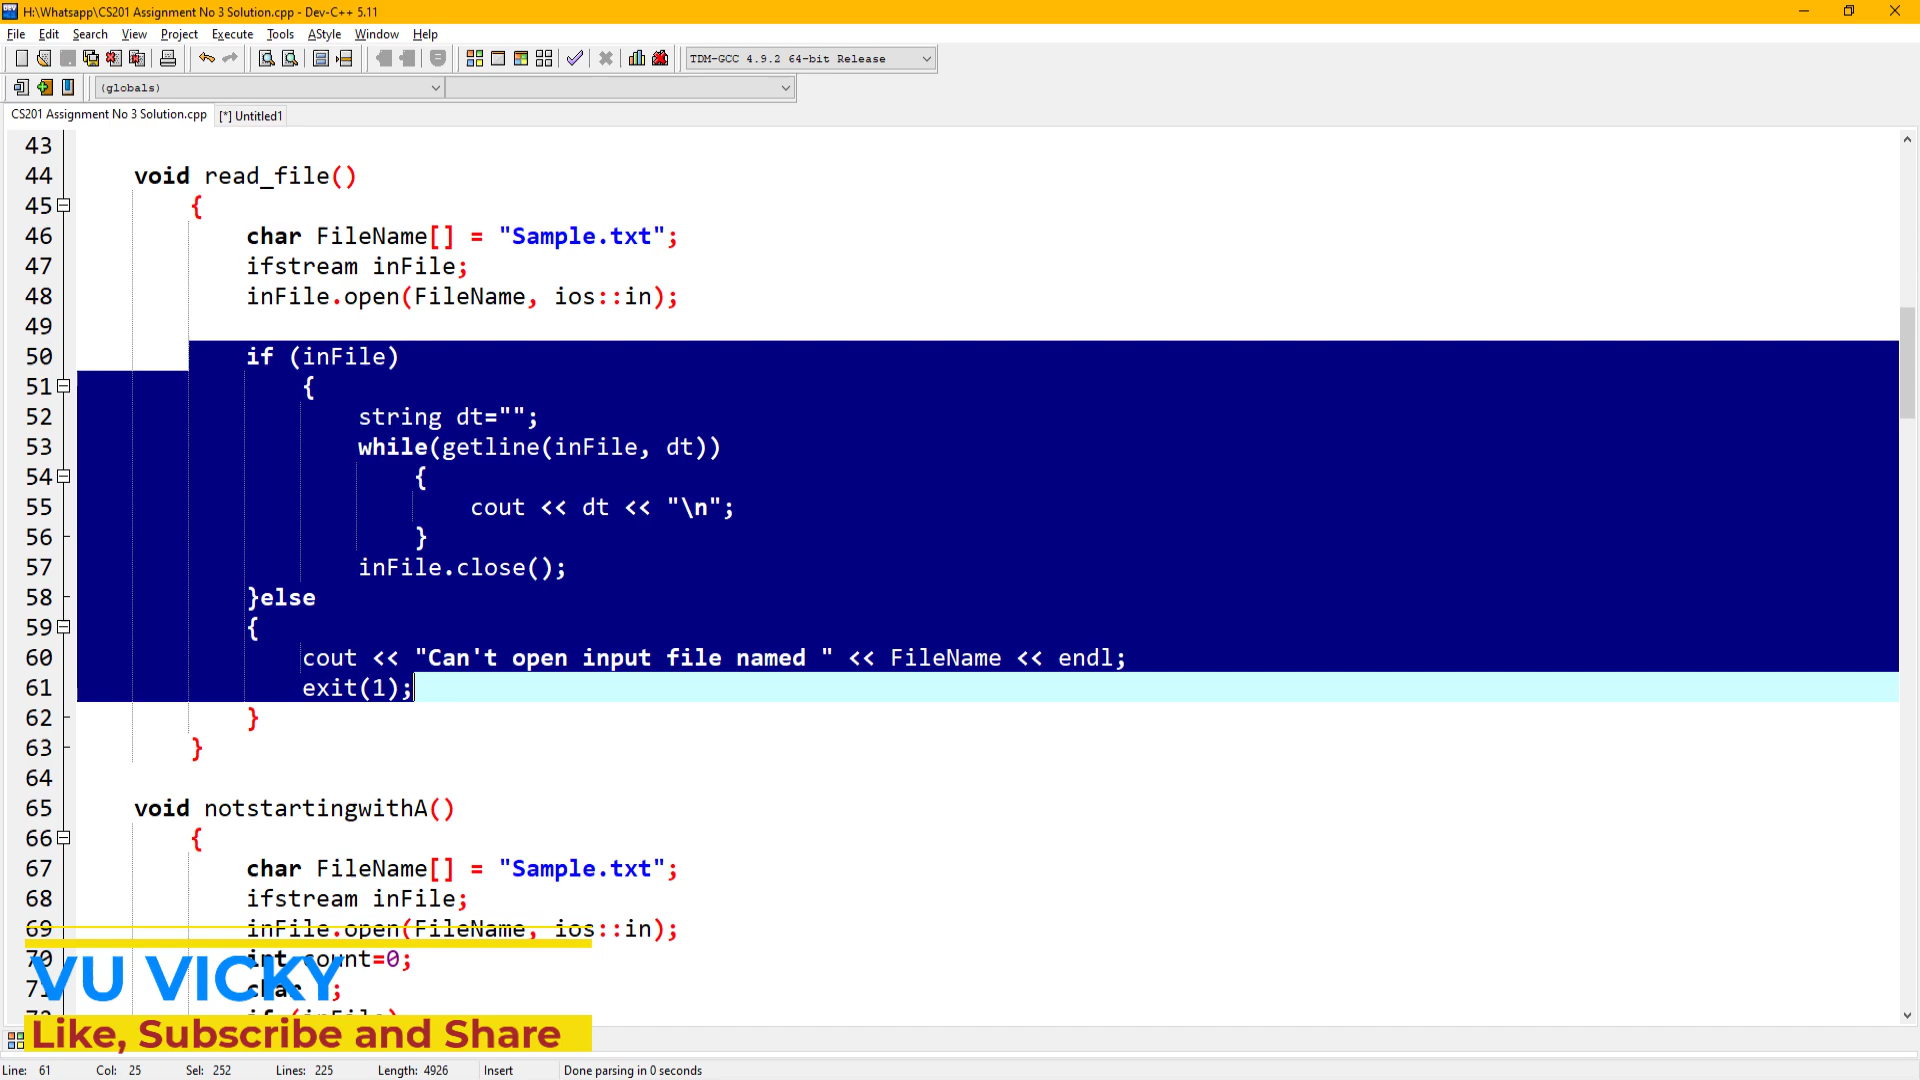 H:\Whatsapp\CS201 Assignment No 3 Solution.cpp - Dev-C++ 5.11
File Edit Search View Project Execute Tools AStyle Window Help
TDM-GCC 4.9.2 64-bit Release
(globals)
CS201 Assignment No 3 Solution.cpp [*] Untitled1
43
44 void read_file()
45 {
46 char FileName[] = "Sample.txt";
47 ifstream inFile;
48 inFile.open(FileName, ios::in);
49
50 if (inFile)
51 {
52 string dt="";
53 while(getline(inFile, dt))
54 {
55 cout << dt << "\n";
56 }
57 inFile.close();
58 }else
59 {
60 cout << "Can't open input file named " << FileName << endl;
61 exit(1);
62 }
63 }
64
65 void notstartingwithA()
66 {
67 char FileName[] = "Sample.txt";
68 ifstream inFile;
69 inFile.open(FileName, ios::in);
70 int count=0;
char ;
VU VICKY
Like, Subscribe and Share
Line: 61 Col: 25 Sel: 252 Lines: 225 Length: 4926 Insert Done parsing in 0 seconds